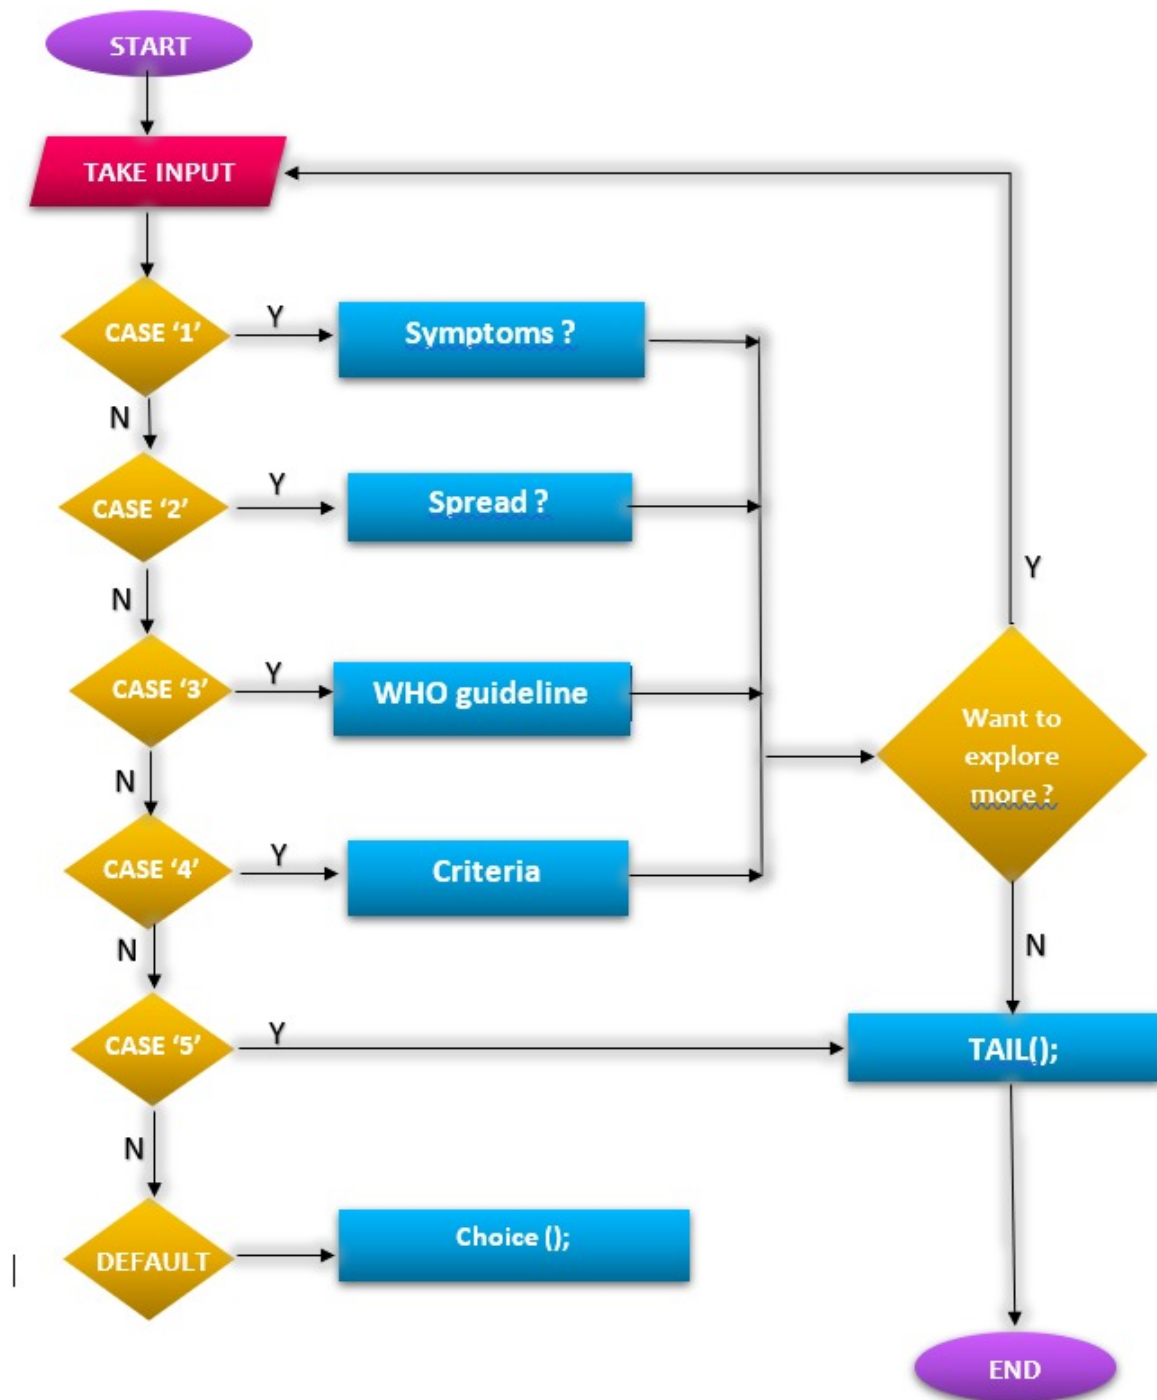 START
TAKE INPUT
CASE ‘1’
Y
Symptoms ?
N
CASE ‘2’
Y
Spread ?
N
CASE ‘3’
Y
WHO guideline
N
CASE ‘4’
Y
Criteria
N
CASE ‘5’
Y
N
DEFAULT
Choice ();
Y
Want to
explore
more ?
N
TAIL();
END